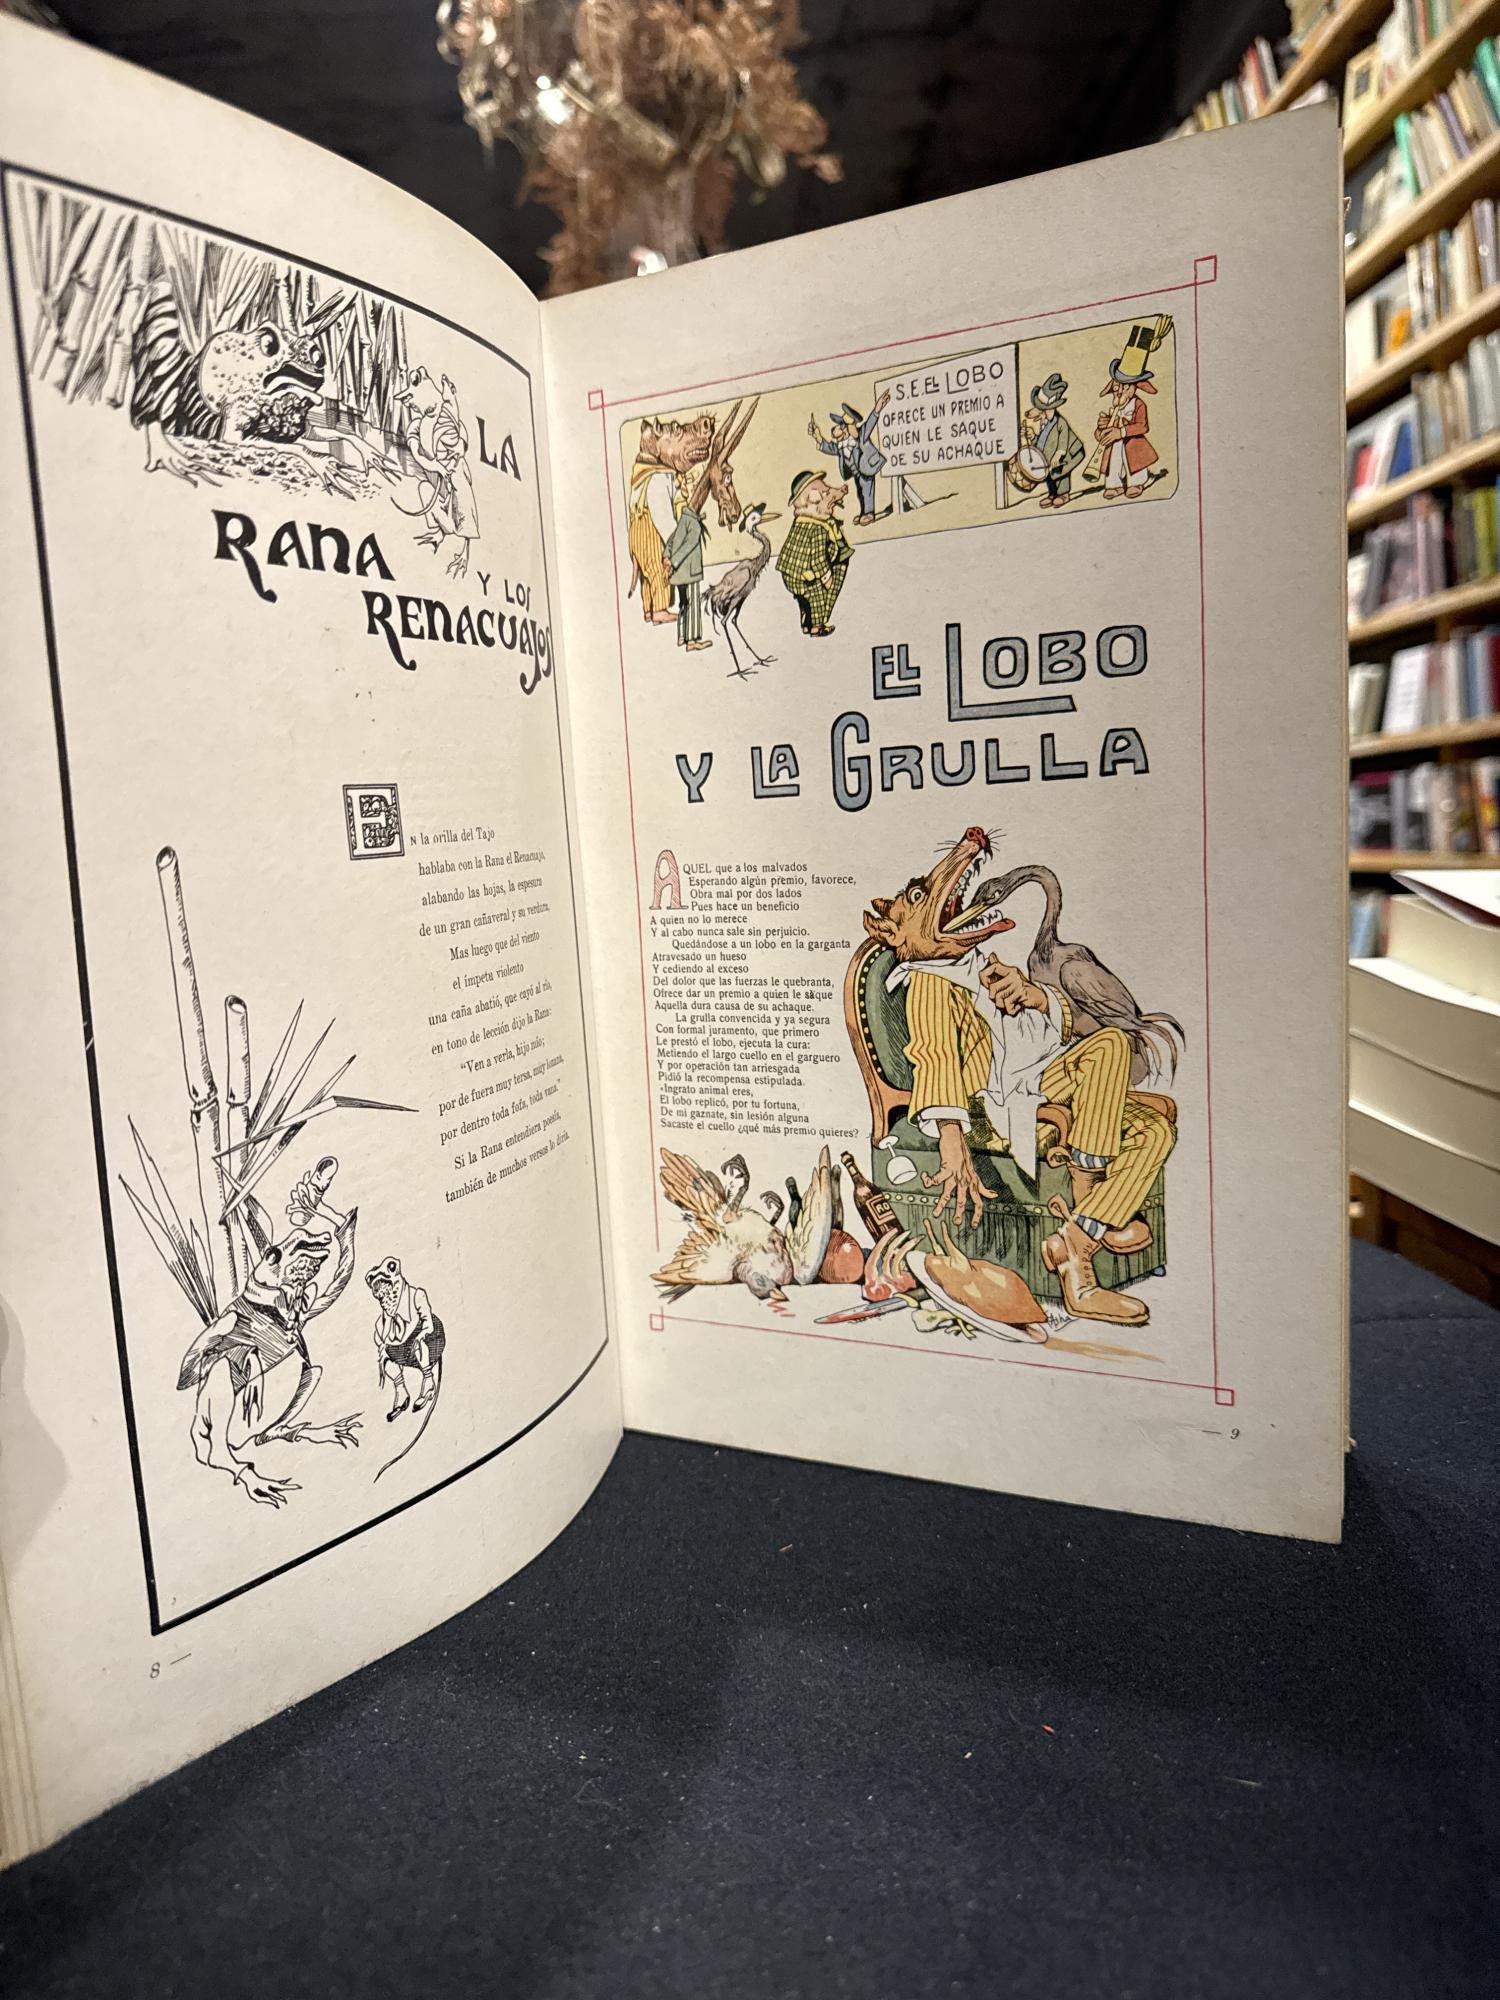 LA
RANA
Y LOS
RENACUAJOS
EN la orilla del Tajo
hablaba con la Rana el Renacuajo,
alabando las hojas, la espesura
de un gran cañaveral y su verdura.
Mas luego que del viento
el ímpetu violento
una caña abatió, que cayó al río,
en tono de lección dijo la Rana:
"Ven a verla, hijo mío;
por de fuera muy tersa, muy lozana,
por dentro toda fofa, toda vana."
Si la Rana entendiera poesía,
también de muchos versos lo diría.
8 —
S.E. EL LOBO
OFRECE UN PREMIO A
QUIEN LE SAQUE
DE SU ACHAQUE
EL LOBO
Y LA GRULLA
AQUEL que a los malvados
Esperando algún premio, favorece,
Obra mal por dos lados
Pues hace un beneficio
A quien no lo merece
Y al cabo nunca sale sin perjuicio.
Quedándose a un lobo en la garganta
Atravesado un hueso
Y cediendo al exceso
Del dolor que las fuerzas le quebranta,
Ofrece dar un premio a quien le saque
Aquella dura causa de su achaque.
La grulla convencida y ya segura
Con formal juramento, que primero
Le prestó el lobo, ejecuta la cura:
Metiendo el largo cuello en el garguero
Y por operación tan arriesgada
Pidió la recompensa estipulada.
«Ingrato animal eres,
El lobo replicó, por tu fortuna,
De mi gaznate, sin lesión alguna
Sacaste el cuello ¿qué más premio quieres?
RO
— 9